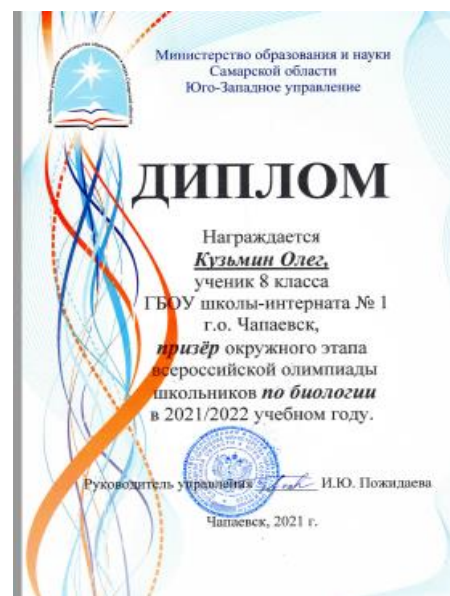 Министерство образования и науки
Самарской области
Юго-Западное управление
ДИПЛОМ
Награждается
Кузьмин Олег,
ученик 8 класса
ГБОУ школы-интерната № 1
г.о. Чапаевск,
призёр окружного этапа
всероссийской олимпиады
школьников по биологии
в 2021/2022 учебном году.
Руководитель управления И.Ю. Пожидаева
Чапаевск, 2021 г.